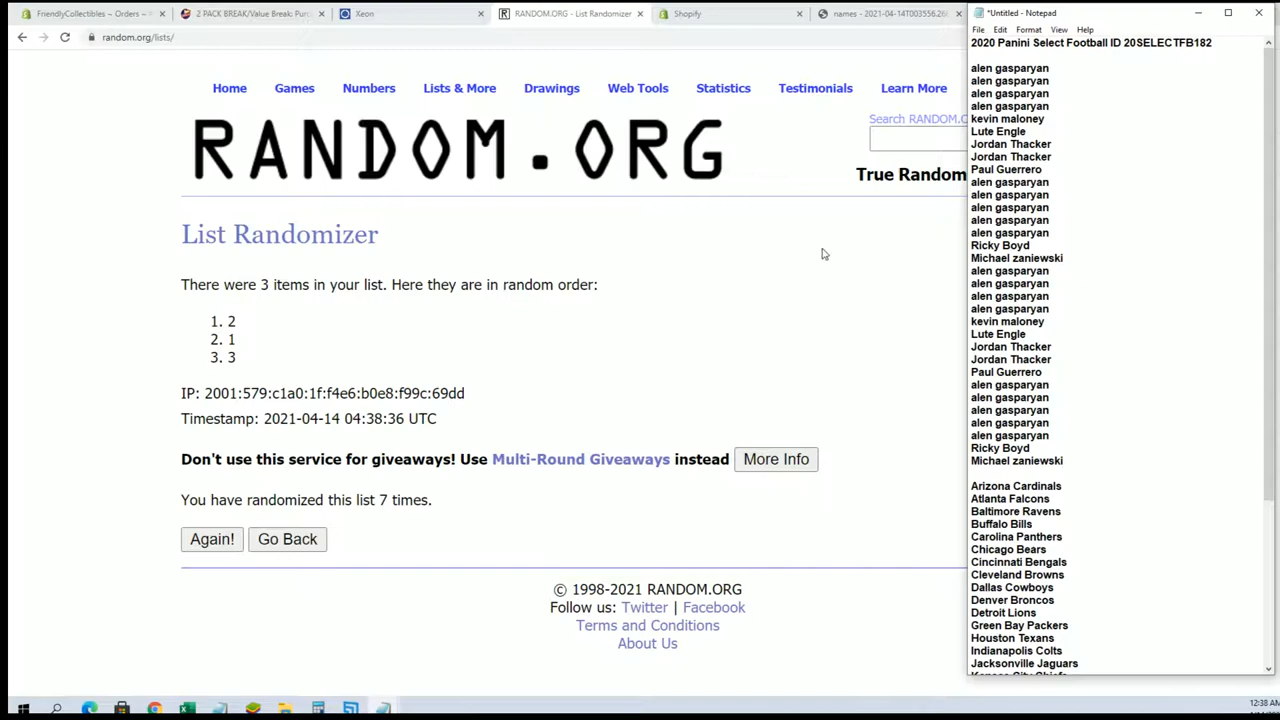 FriendlyCollectibles ~ Orders ~
2 PACK BREAK/Value Break: Pur
Xeon
RANDOM.ORG - List Randomizer
Shopify
names - 2021-04-14T003556.26
random.org/lists/
Home Games Numbers Lists & More Drawings Web Tools Statistics Testimonials Learn More
RANDOM.ORG
Search RANDOM.O
True Random
List Randomizer
There were 3 items in your list. Here they are in random order:
1. 2
2. 1
3. 3
IP: 2001:579:c1a0:1f:f4e6:b0e8:f99c:69dd
Timestamp: 2021-04-14 04:38:36 UTC
Don't use this service for giveaways! Use Multi-Round Giveaways instead More Info
You have randomized this list 7 times.
Again! Go Back
© 1998-2021 RANDOM.ORG
Follow us: Twitter | Facebook
Terms and Conditions
About Us
*Untitled - Notepad
File Edit Format View Help
2020 Panini Select Football ID 20SELECTFB182
alen gasparyan
alen gasparyan
alen gasparyan
alen gasparyan
kevin maloney
Lute Engle
Jordan Thacker
Jordan Thacker
Paul Guerrero
alen gasparyan
alen gasparyan
alen gasparyan
alen gasparyan
alen gasparyan
Ricky Boyd
Michael zaniewski
alen gasparyan
alen gasparyan
alen gasparyan
alen gasparyan
kevin maloney
Lute Engle
Jordan Thacker
Jordan Thacker
Paul Guerrero
alen gasparyan
alen gasparyan
alen gasparyan
alen gasparyan
alen gasparyan
Ricky Boyd
Michael zaniewski
Arizona Cardinals
Atlanta Falcons
Baltimore Ravens
Buffalo Bills
Carolina Panthers
Chicago Bears
Cincinnati Bengals
Cleveland Browns
Dallas Cowboys
Denver Broncos
Detroit Lions
Green Bay Packers
Houston Texans
Indianapolis Colts
Jacksonville Jaguars
Kansas City Chiefs
12:38 AM